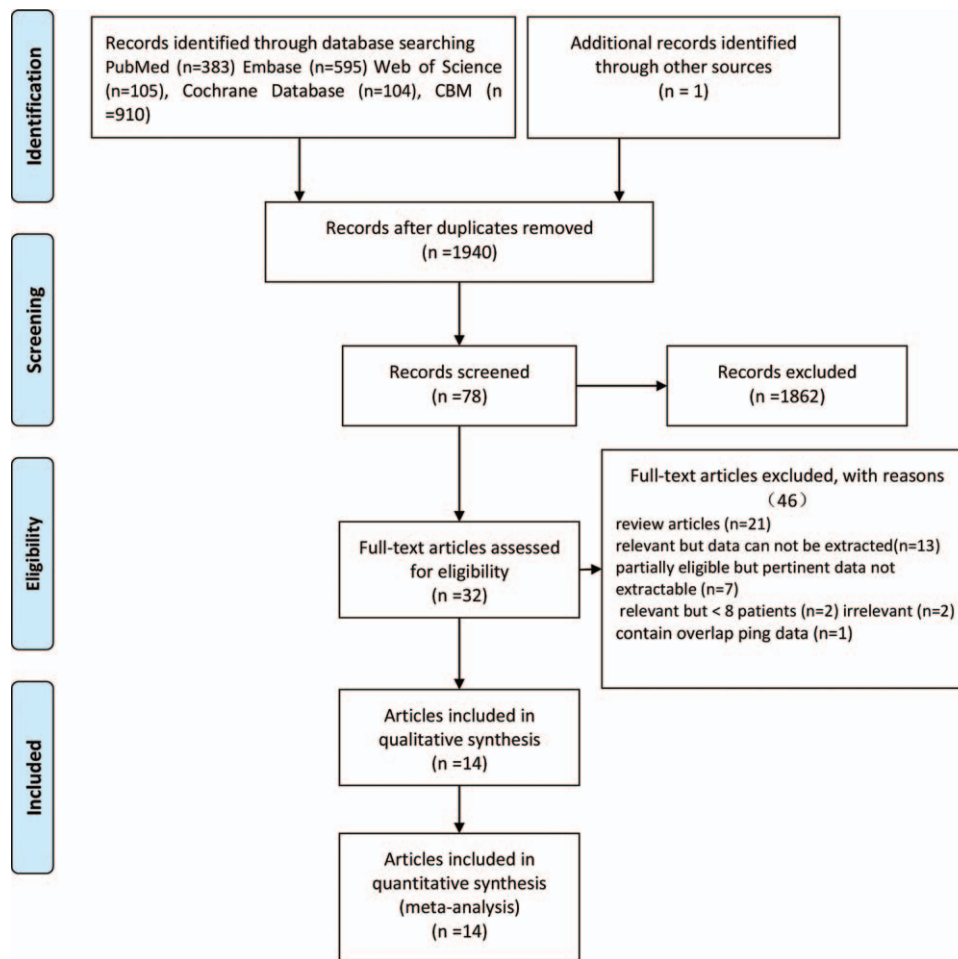 Identification
Records identified through database searching
PubMed (n=383) Embase (n=595) Web of Science
(n=105), Cochrane Database (n=104), CBM (n
=910)
Additional records identified
through other sources
(n = 1)
Records after duplicates removed
(n =1940)
Screening
Records screened
(n =78)
Records excluded
(n =1862)
Eligibility
Full-text articles assessed
for eligibility
(n =32)
Full-text articles excluded, with reasons
（46）
review articles (n=21)
relevant but data can not be extracted(n=13)
partially eligible but pertinent data not
extractable (n=7)
relevant but < 8 patients (n=2) irrelevant (n=2)
contain overlap ping data (n=1)
Included
Articles included in
qualitative synthesis
(n =14)
Articles included in
quantitative synthesis
(meta-analysis)
(n =14)